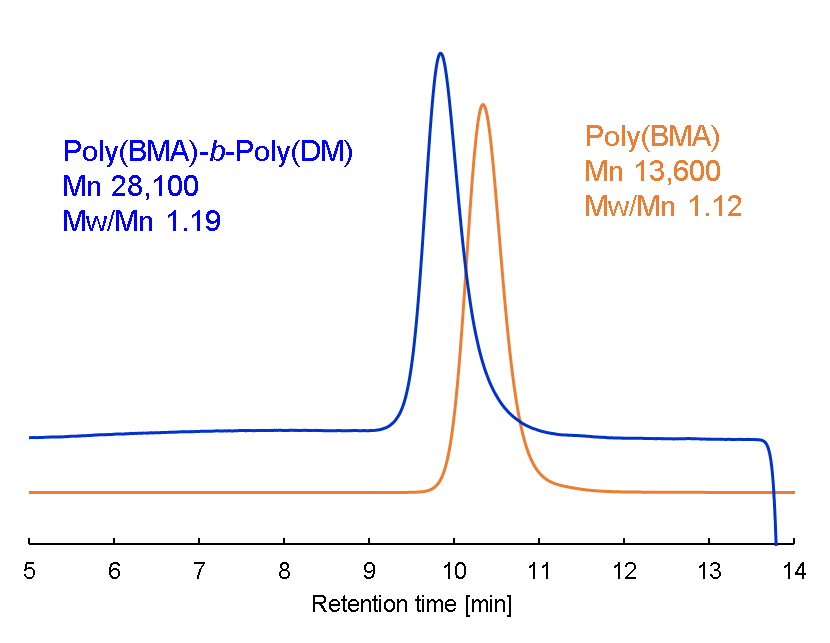 Poly(BMA)-b-Poly(DM)
Mn 28,100
Mw/Mn 1.19
Poly(BMA)
Mn 13,600
Mw/Mn 1.12
5 6 7 8 9 10 11 12 13 14
Retention time [min]